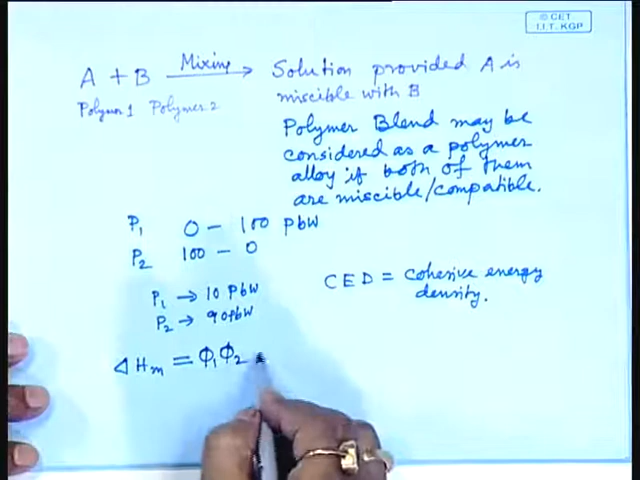 © CET
I.I.T. KGP
A + B Mixing → Solution provided A is
Polymer 1 Polymer 2 miscible with B
Polymer Blend may be
considered as a polymer
alloy if both of them
are miscible/compatible.
P₁ 0 – 100 pbw
P₂ 100 – 0
CED = cohesive energy
density.
P₁ → 10 pbw
P₂ → 90 pbw
ΔHm = Φ₁Φ₂